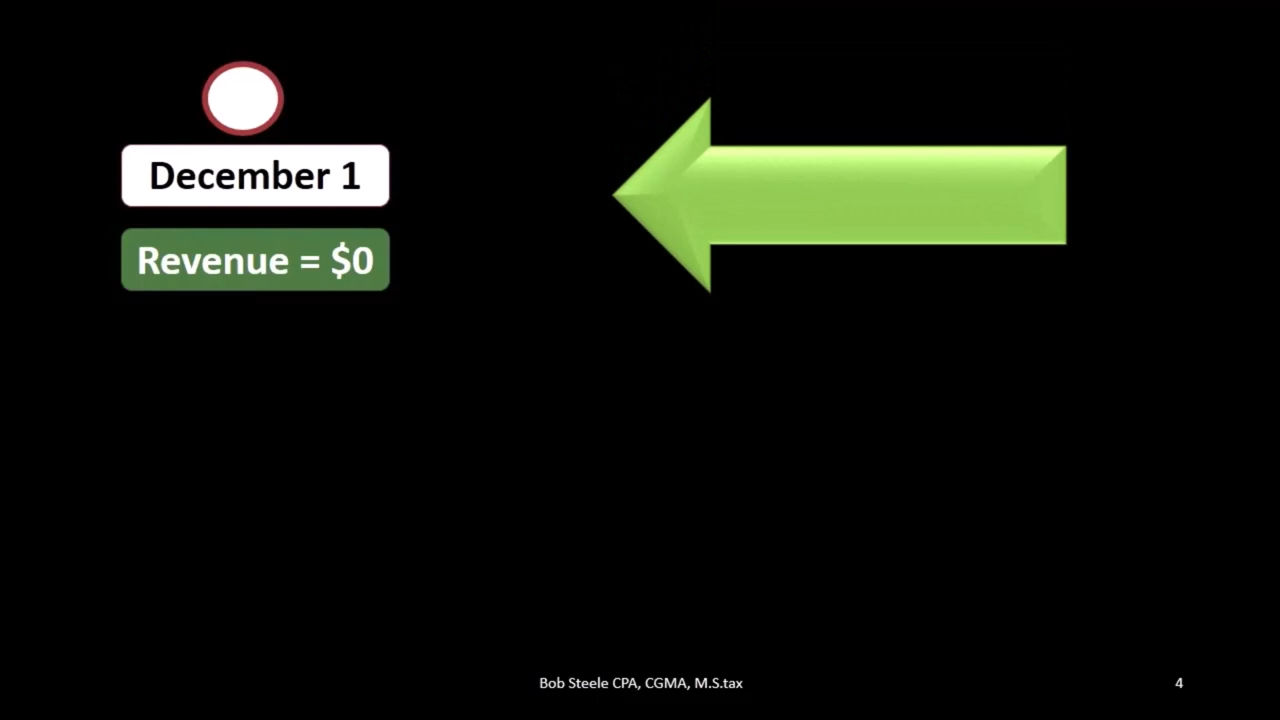 December 1
Revenue = $0
Bob Steele CPA, CGMA, M.S.tax
4